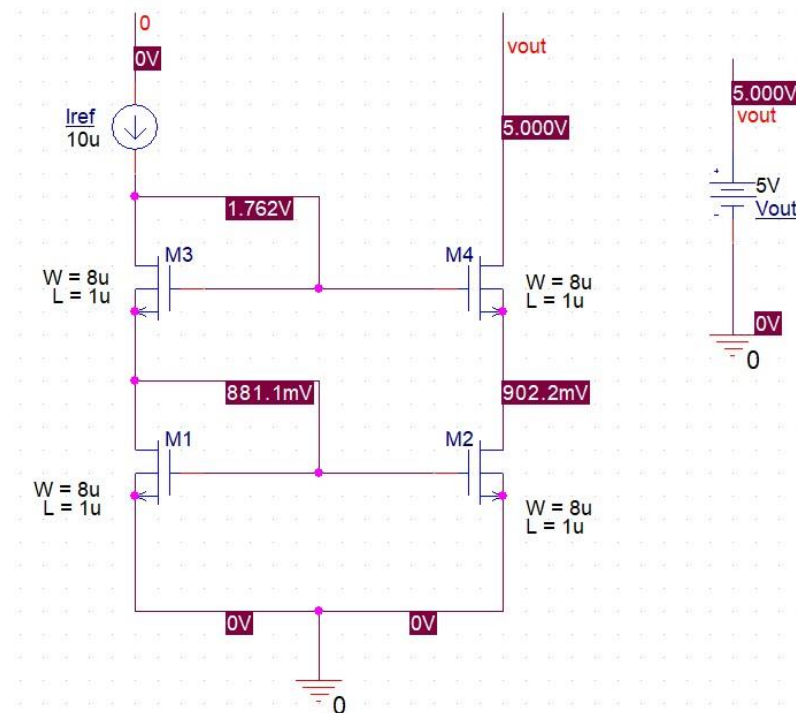 0
vout
0V
5.000V
vout
Iref
10u
5.000V
+
5V
-
Vout
1.762V
M3
M4
W = 8u
L = 1u
W = 8u
L = 1u
0V
0
881.1mV
902.2mV
M1
M2
W = 8u
L = 1u
W = 8u
L = 1u
0V
0V
0